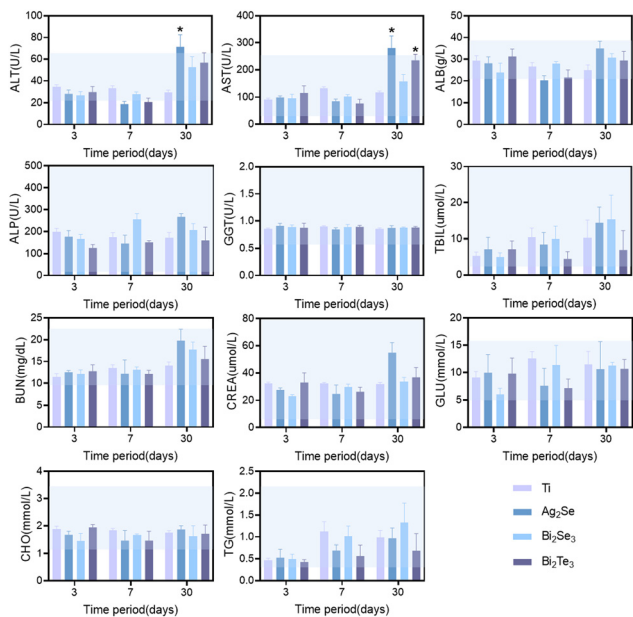 ALT(U/L)
100
80
60
40
20
0
*
3 7 30
Time period(days)
AST(U/L)
400
300
200
100
0
* *
3 7 30
Time period(days)
ALB(g/L)
50
40
30
20
10
0
3 7 30
Time period(days)
ALP(U/L)
500
400
300
200
100
0
3 7 30
Time period(days)
GGT(U/L)
2.0
1.5
1.0
0.5
0.0
3 7 30
Time period(days)
TBIL(umol/L)
30
20
10
0
3 7 30
Time period(days)
BUN(mg/dL)
25
20
15
10
5
0
3 7 30
Time period(days)
CREA(umol/L)
100
80
60
40
20
0
3 7 30
Time period(days)
GLU(mmol/L)
20
15
10
5
0
3 7 30
Time period(days)
CHO(mmol/L)
4
3
2
1
0
3 7 30
Time period(days)
TG(mmol/L)
2.5
2.0
1.5
1.0
0.5
0.0
3 7 30
Time period(days)
Ti
Ag₂Se
Bi₂Se₃
Bi₂Te₃